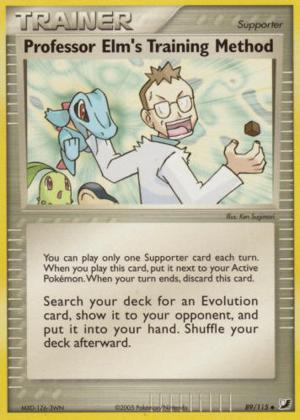 TRAINER
Supporter
Professor Elm's Training Method
Illus. Ken Sugimori
You can play only one Supporter card each turn.
When you play this card, put it next to your Active
Pokémon. When your turn ends, discard this card.
Search your deck for an Evolution
card, show it to your opponent, and
put it into your hand. Shuffle your
deck afterward.
©2005 Pokémon/Nintendo
89/115